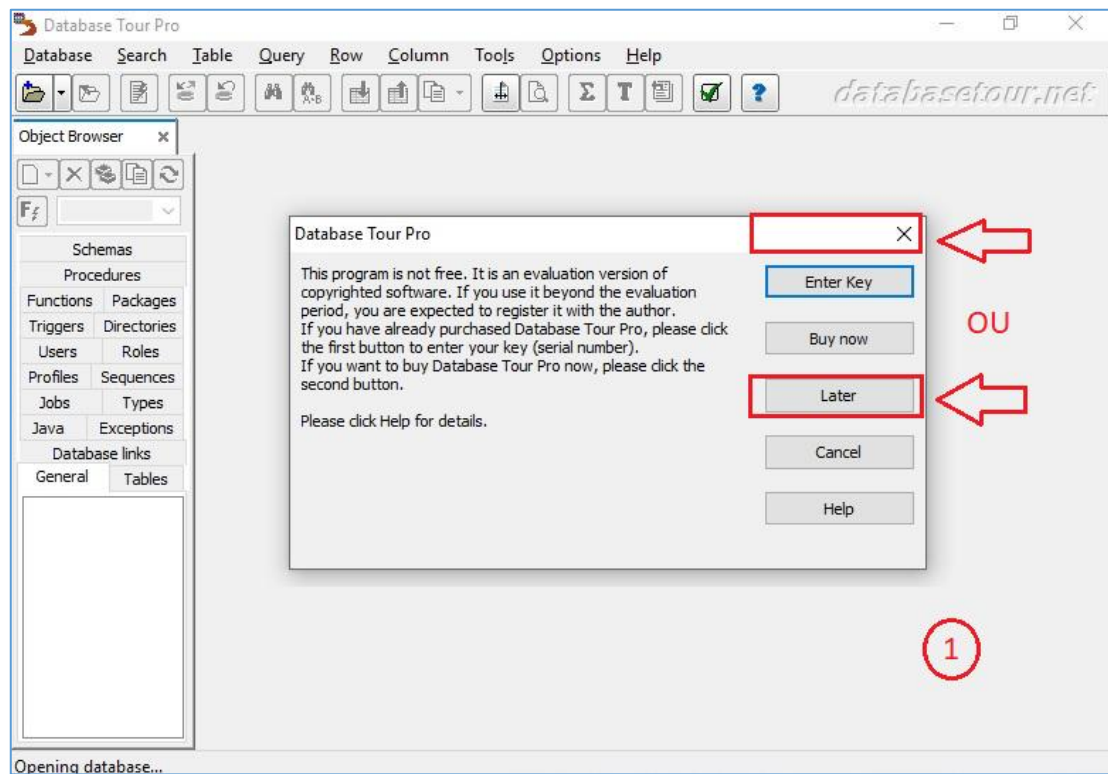 Database Tour Pro
Database Search Table Query Row Column Tools Options Help
A-B Σ T ? databasetour.net
Object Browser
F
Schemas
Procedures
Functions Packages
Triggers Directories
Users Roles
Profiles Sequences
Jobs Types
Java Exceptions
Database links
General Tables
Database Tour Pro
This program is not free. It is an evaluation version of
copyrighted software. If you use it beyond the evaluation
period, you are expected to register it with the author.
If you have already purchased Database Tour Pro, please click
the first button to enter your key (serial number).
If you want to buy Database Tour Pro now, please click the
second button.
Please click Help for details.
Enter Key
Buy now
Later
Cancel
Help
OU
1
Opening database...